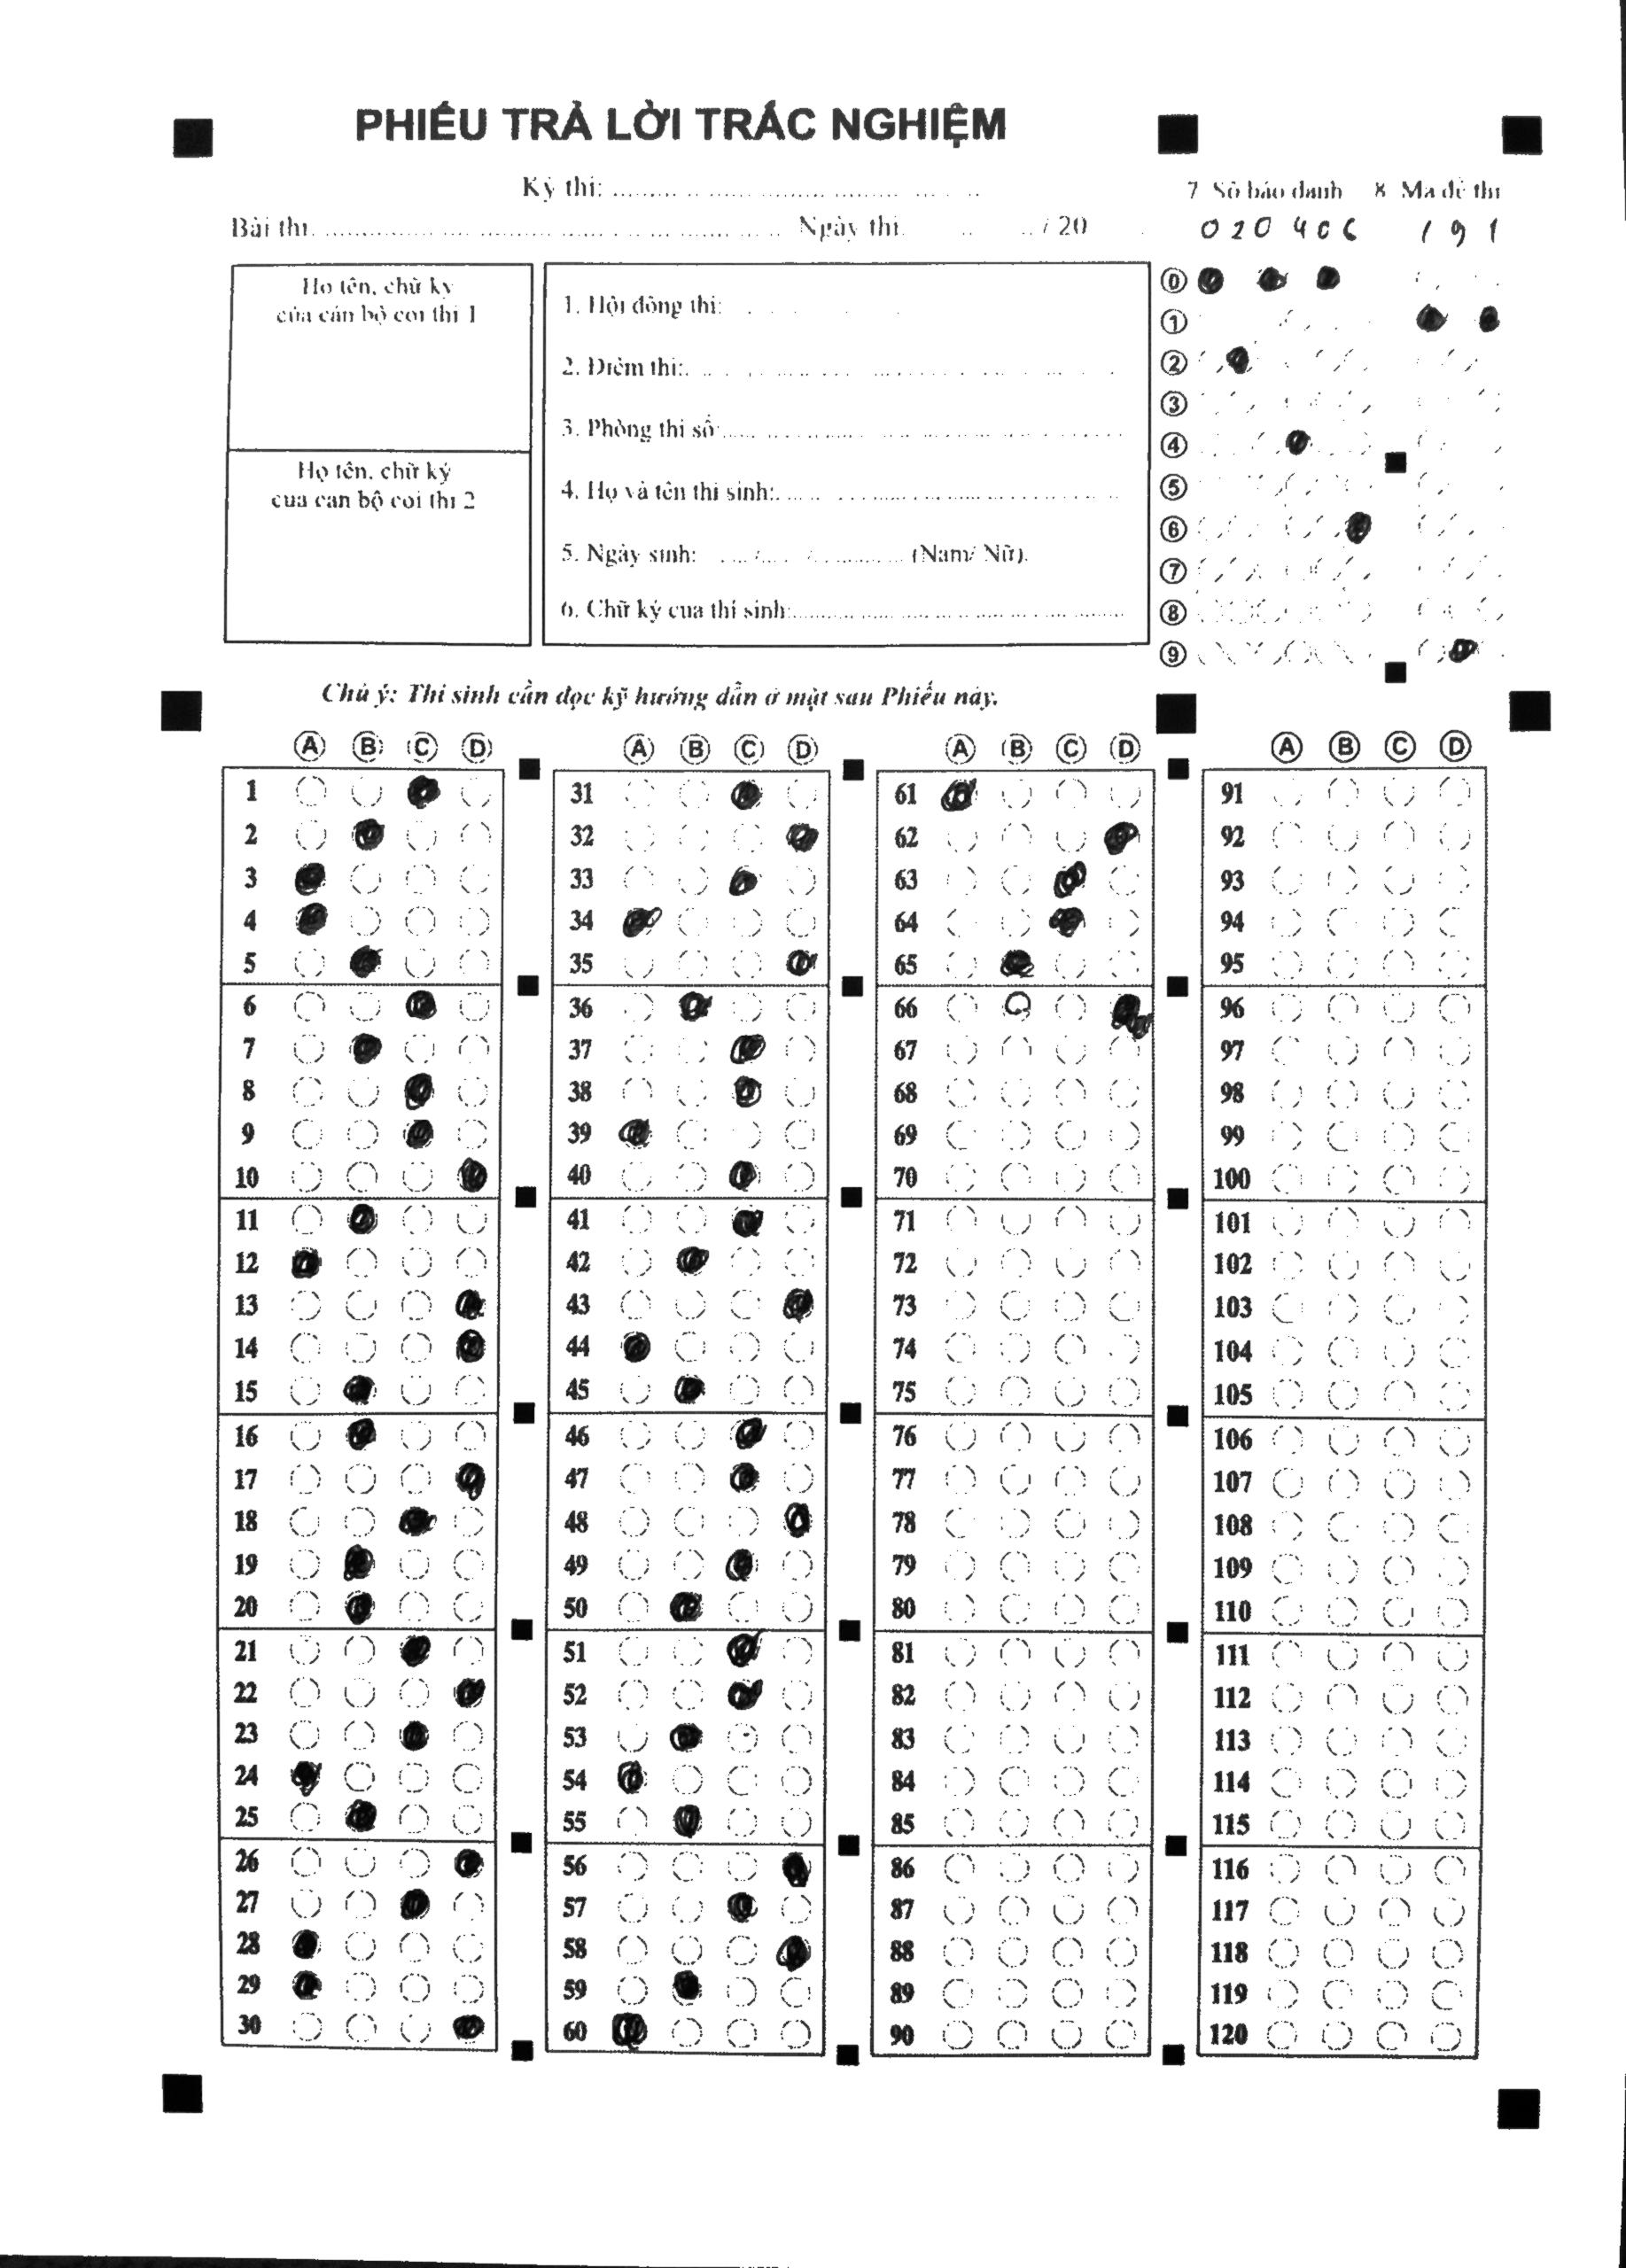 PHIẾU TRẢ LỜI TRẮC NGHIỆM
Kỳ thi:
Bài thi: Ngày thi: / 20
7. Số báo danh 8. Mã đề thi
020406 191
Họ tên, chữ ký
của cán bộ coi thi 1
Họ tên, chữ ký
của cán bộ coi thi 2
1. Hội đồng thi:
2. Điểm thi:
3. Phòng thi số:
4. Họ và tên thí sinh:
5. Ngày sinh: / / (Nam/ Nữ).
6. Chữ ký của thí sinh:
0
1
2
3
4
5
6
7
8
9
Chú ý: Thí sinh cần đọc kỹ hướng dẫn ở mặt sau Phiếu này.
A B C D A B C D A B C D A B C D
1 31 61 91
2 32 62 92
3 33 63 93
4 34 64 94
5 35 65 95
6 36 66 96
7 37 67 97
8 38 68 98
9 39 69 99
10 40 70 100
11 41 71 101
12 42 72 102
13 43 73 103
14 44 74 104
15 45 75 105
16 46 76 106
17 47 77 107
18 48 78 108
19 49 79 109
20 50 80 110
21 51 81 111
22 52 82 112
23 53 83 113
24 54 84 114
25 55 85 115
26 56 86 116
27 57 87 117
28 58 88 118
29 59 89 119
30 60 90 120